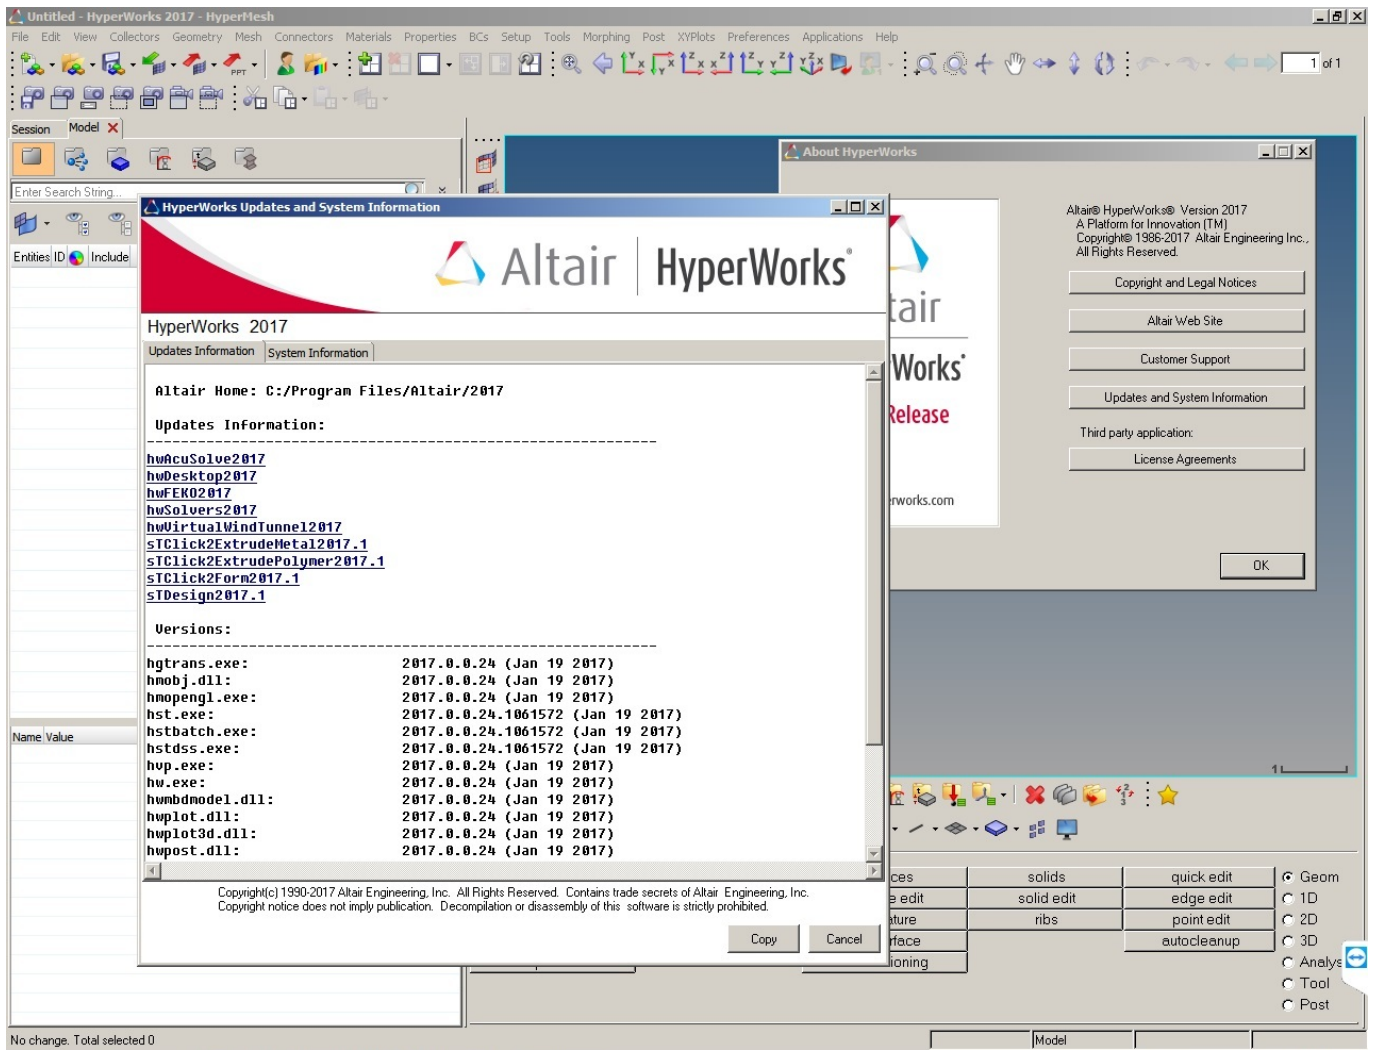 Untitled - HyperWorks 2017 - HyperMesh
File Edit View Collectors Geometry Mesh Connectors Materials Properties BCs Setup Tools Morphing Post XYPlots Preferences Applications Help
1 of 1
Session Model
Enter Search String...
Entities ID Include
Name Value
About HyperWorks
Altair® HyperWorks® Version 2017
A Platform for Innovation (TM)
Copyright© 1986-2017 Altair Engineering Inc.,
All Rights Reserved.
Copyright and Legal Notices
Altair Web Site
Customer Support
Updates and System Information
Third party application:
License Agreements
OK
tair
Works
Release
rworks.com
HyperWorks Updates and System Information
Altair HyperWorks®
HyperWorks 2017
Updates Information System Information
Altair Home: C:/Program Files/Altair/2017
Updates Information:
hwAcuSolve2017
hwDesktop2017
hwFEKO2017
hwSolvers2017
hwVirtualWindTunnel2017
sTClick2ExtrudeMetal2017.1
sTClick2ExtrudePolymer2017.1
sTClick2Form2017.1
sTDesign2017.1
Versions:
hgtrans.exe: 2017.0.0.24 (Jan 19 2017)
hmobj.dll: 2017.0.0.24 (Jan 19 2017)
hmopengl.exe: 2017.0.0.24 (Jan 19 2017)
hst.exe: 2017.0.0.24.1061572 (Jan 19 2017)
hstbatch.exe: 2017.0.0.24.1061572 (Jan 19 2017)
hstdss.exe: 2017.0.0.24.1061572 (Jan 19 2017)
hvp.exe: 2017.0.0.24 (Jan 19 2017)
hw.exe: 2017.0.0.24 (Jan 19 2017)
hwmbdmodel.dll: 2017.0.0.24 (Jan 19 2017)
hwplot.dll: 2017.0.0.24 (Jan 19 2017)
hwplot3d.dll: 2017.0.0.24 (Jan 19 2017)
hwpost.dll: 2017.0.0.24 (Jan 19 2017)
Copyright(c) 1990-2017 Altair Engineering, Inc. All Rights Reserved. Contains trade secrets of Altair Engineering, Inc.
Copyright notice does not imply publication. Decompilation or disassembly of this software is strictly prohibited.
Copy Cancel
1
ces solids quick edit Geom
e edit solid edit edge edit 1D
ature ribs point edit 2D
rface autocleanup 3D
ioning Analys
Tool
Post
No change. Total selected 0
Model